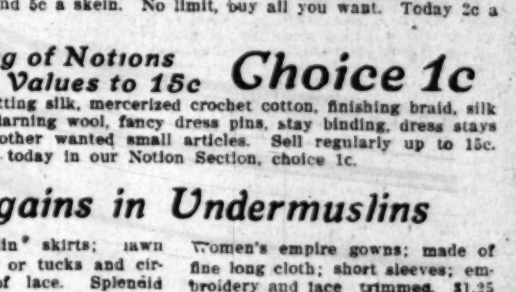 nd 5c a skein. No limit, buy all you want. Today 2c a
g of Notions
Values to 15c
Choice 1c
tting silk, mercerized crochet cotton, finishing braid, silk
darning wool, fancy dress pins, stay binding, dress stays
other wanted small articles. Sell regularly up to 15c.
today in our Notion Section, choice 1c.
gains in Undermuslins
in" skirts; lawn
or tucks and cir-
of lace. Splendid
Women's empire gowns; made of
fine long cloth; short sleeves; em-
broidery and lace trimmed. $1.25